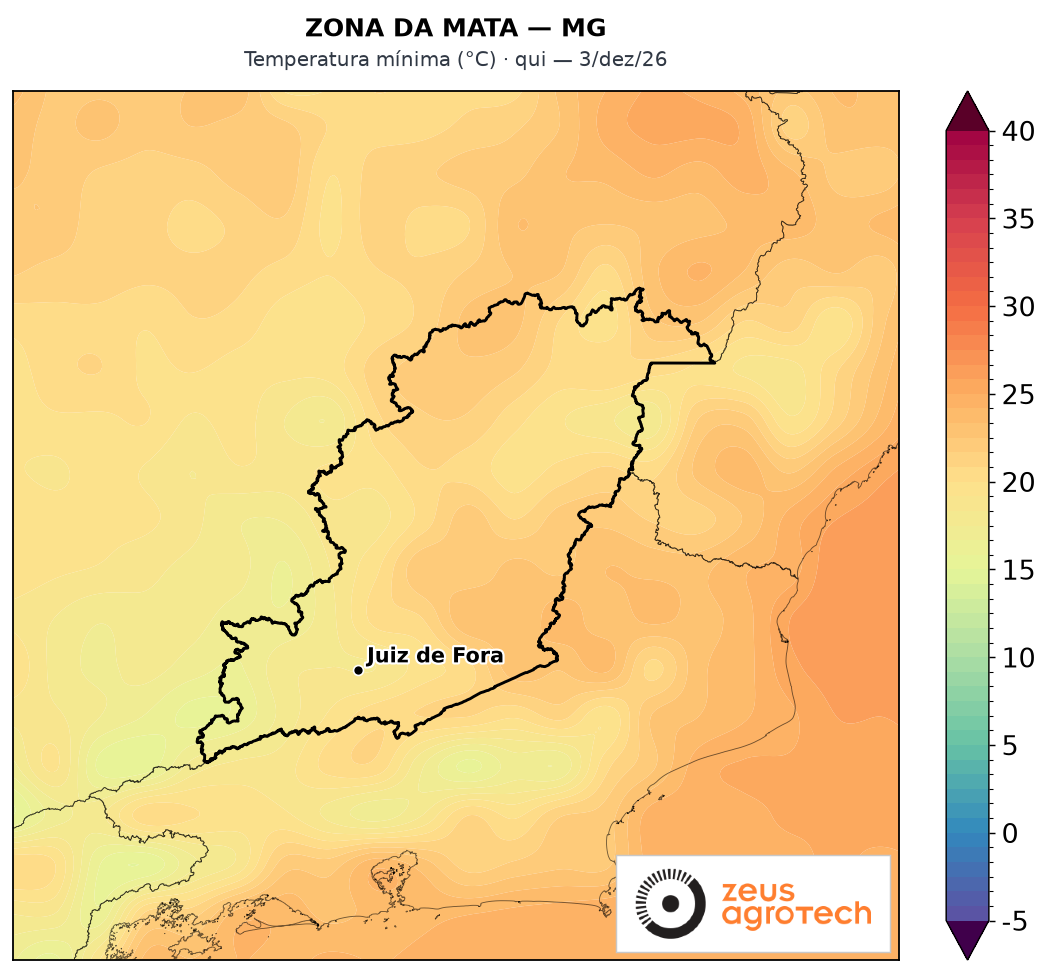 ZONA DA MATA — MG
Temperatura mínima (°C) · qui — 3/dez/26
40
35
30
25
20
15
10
5
0
-5
Juiz de Fora
zeus
agrotech